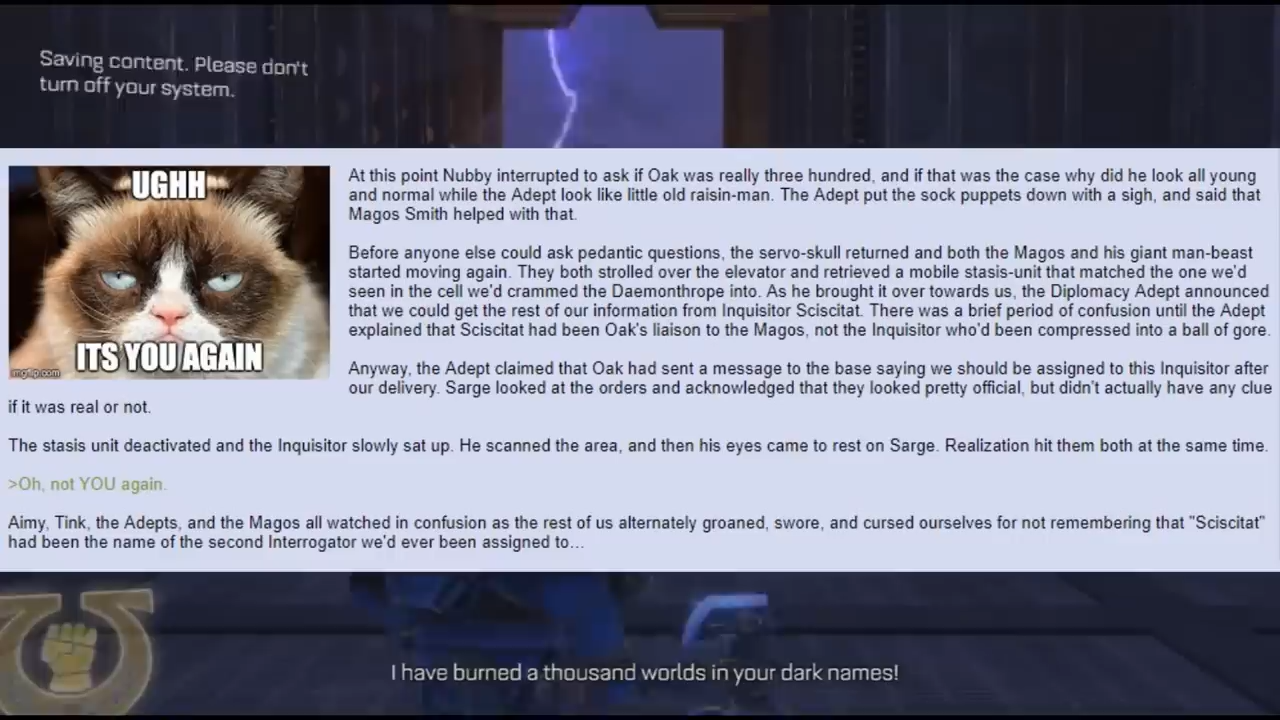 Saving content. Please don't
turn off your system.
UGHH
ITS YOU AGAIN
imgflip.com
At this point Nubby interrupted to ask if Oak was really three hundred, and if that was the case why did he look all young
and normal while the Adept look like little old raisin-man. The Adept put the sock puppets down with a sigh, and said that
Magos Smith helped with that.
Before anyone else could ask pedantic questions, the servo-skull returned and both the Magos and his giant man-beast
started moving again. They both strolled over the elevator and retrieved a mobile stasis-unit that matched the one we'd
seen in the cell we'd crammed the Daemonthrope into. As he brought it over towards us, the Diplomacy Adept announced
that we could get the rest of our information from Inquisitor Sciscitat. There was a brief period of confusion until the Adept
explained that Sciscitat had been Oak's liaison to the Magos, not the Inquisitor who'd been compressed into a ball of gore.
Anyway, the Adept claimed that Oak had sent a message to the base saying we should be assigned to this Inquisitor after
our delivery. Sarge looked at the orders and acknowledged that they looked pretty official, but didn't actually have any clue
if it was real or not.
The stasis unit deactivated and the Inquisitor slowly sat up. He scanned the area, and then his eyes came to rest on Sarge. Realization hit them both at the same time.
>Oh, not YOU again.
Aimy, Tink, the Adepts, and the Magos all watched in confusion as the rest of us alternately groaned, swore, and cursed ourselves for not remembering that "Sciscitat"
had been the name of the second Interrogator we'd ever been assigned to…
I have burned a thousand worlds in your dark names!